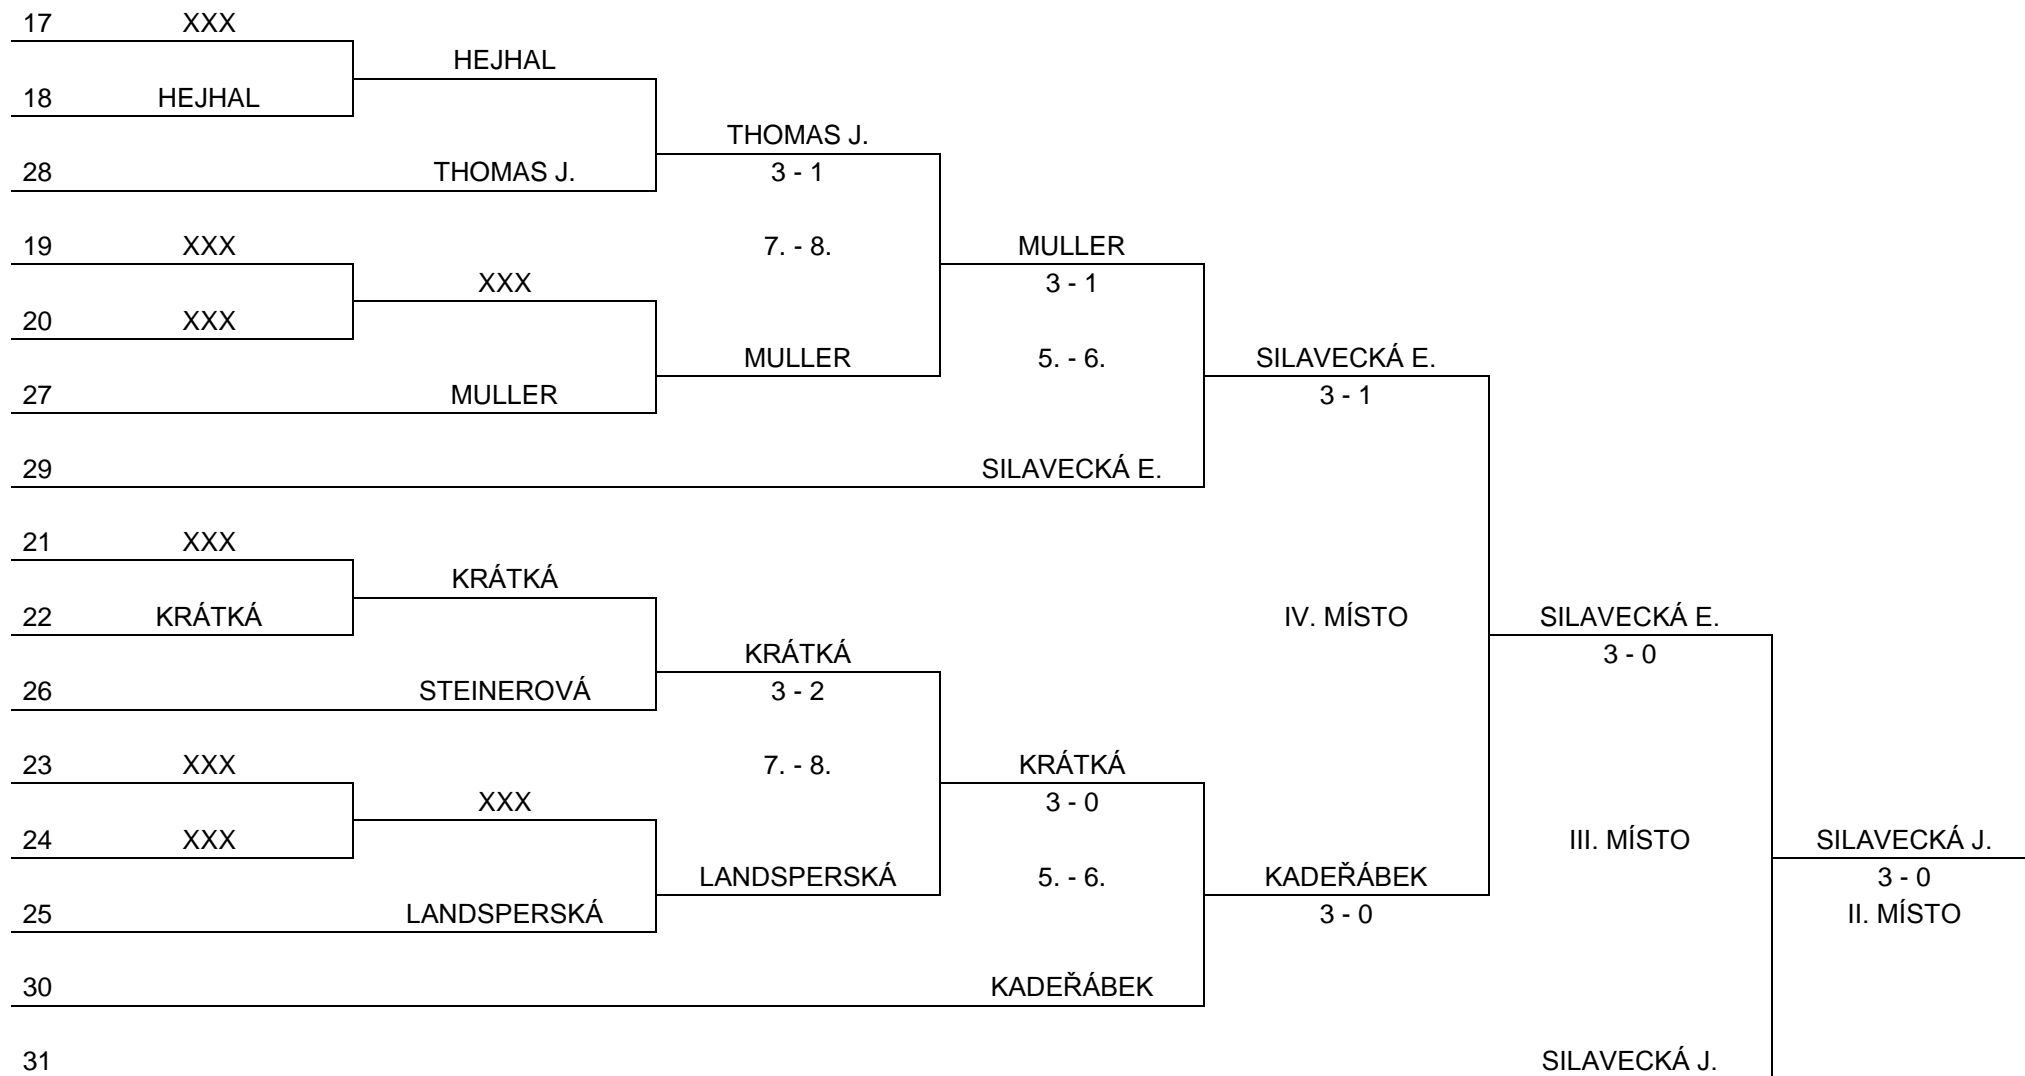 17 XXX
HEJHAL
18 HEJHAL
THOMAS J.
28 THOMAS J. 3 - 1
19 XXX 7. - 8. MULLER
XXX 3 - 1
20 XXX
MULLER 5. - 6. SILAVECKÁ E.
27 MULLER 3 - 1
29 SILAVECKÁ E.
21 XXX
KRÁTKÁ
22 KRÁTKÁ IV. MÍSTO SILAVECKÁ E.
KRÁTKÁ 3 - 0
26 STEINEROVÁ 3 - 2
23 XXX 7. - 8. KRÁTKÁ
XXX 3 - 0
24 XXX III. MÍSTO SILAVECKÁ J.
LANDSPERSKÁ 5. - 6. KADEŘÁBEK 3 - 0
25 LANDSPERSKÁ 3 - 0 II. MÍSTO
30 KADEŘÁBEK
31 SILAVECKÁ J.